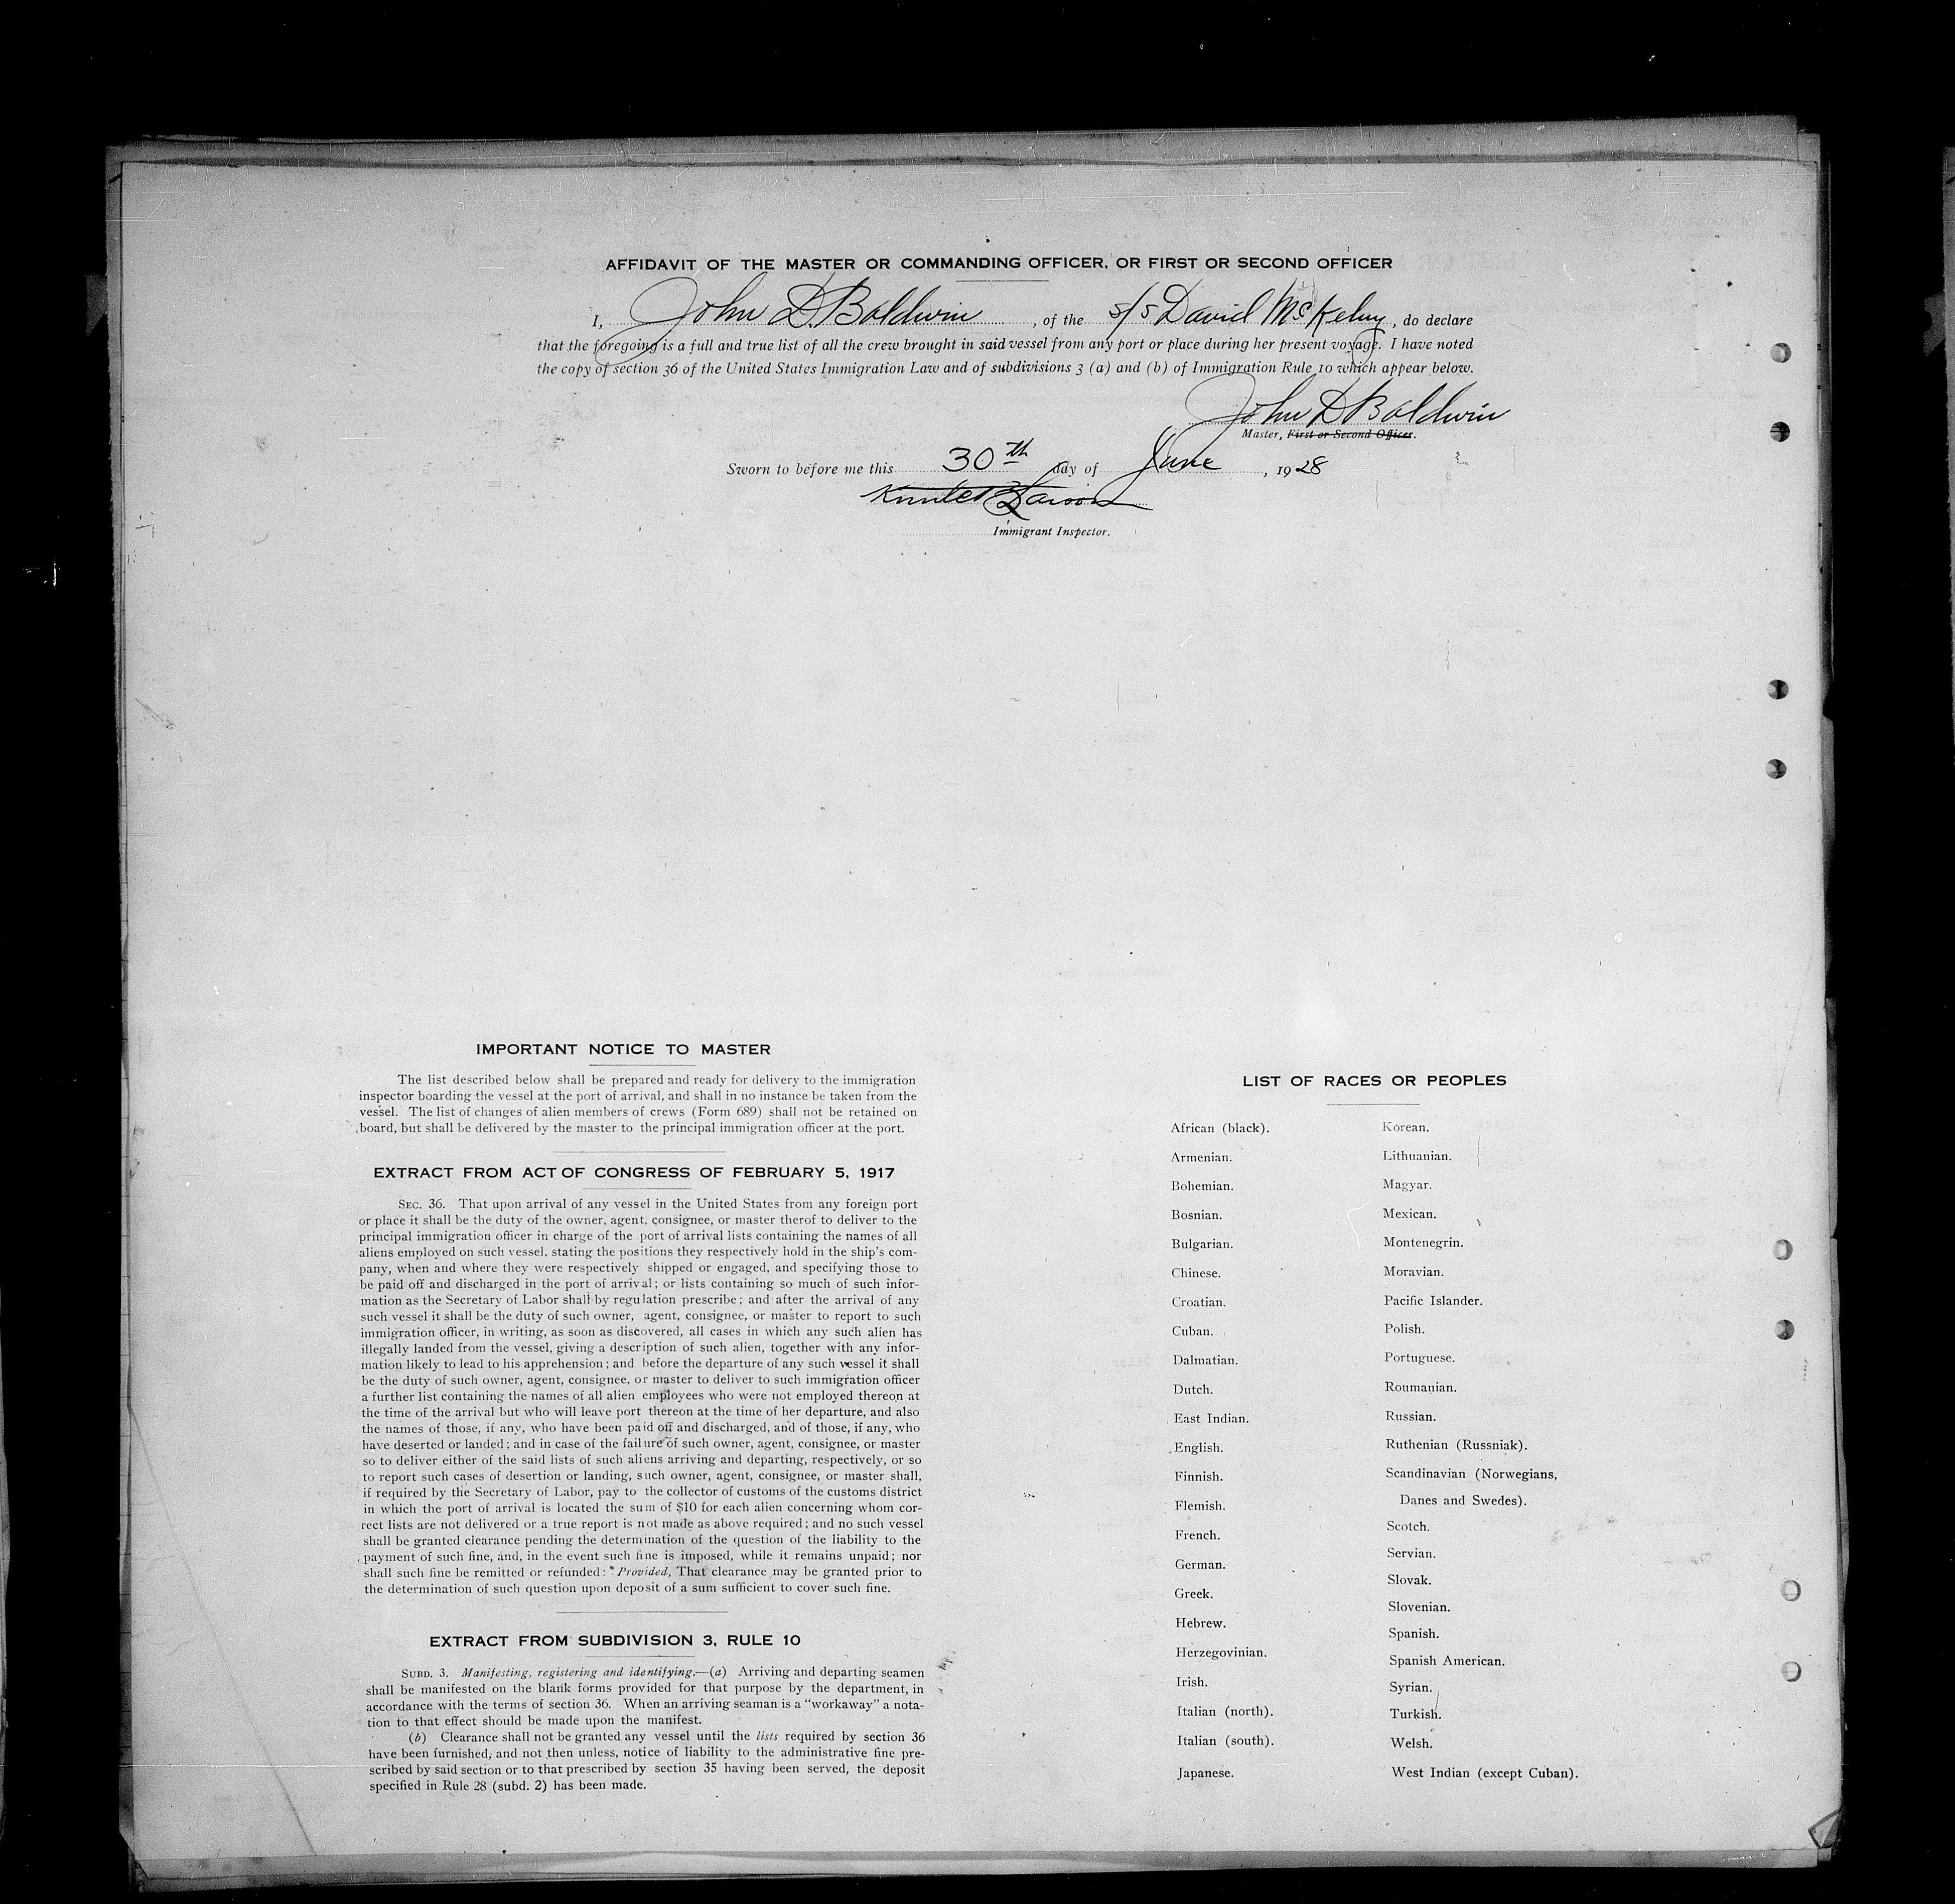 AFFIDAVIT OF THE MASTER OR COMMANDING OFFICER, OR FIRST OR SECOND OFFICER
I, John D. Baldwin, of the s/s David McKelvy, do declare
that the foregoing is a full and true list of all the crew brought in said vessel from any port or place during her present voyage. I have noted
the copy of section 36 of the United States Immigration Law and of subdivisions 3 (a) and (b) of Immigration Rule 10 which appear below.
John D Baldwin
Master, First or Second Officer.
Sworn to before me this 30th day of June, 1928
Larson
Immigrant Inspector.
IMPORTANT NOTICE TO MASTER
The list described below shall be prepared and ready for delivery to the immigration
inspector boarding the vessel at the port of arrival, and shall in no instance be taken from the
vessel. The list of changes of alien members of crews (Form 689) shall not be retained on
board, but shall be delivered by the master to the principal immigration officer at the port.
EXTRACT FROM ACT OF CONGRESS OF FEBRUARY 5, 1917
SEC. 36. That upon arrival of any vessel in the United States from any foreign port
or place it shall be the duty of the owner, agent, consignee, or master therof to deliver to the
principal immigration officer in charge of the port of arrival lists containing the names of all
aliens employed on such vessel, stating the positions they respectively hold in the ship's com-
pany, when and where they were respectively shipped or engaged, and specifying those to
be paid off and discharged in the port of arrival; or lists containing so much of such infor-
mation as the Secretary of Labor shall by regulation prescribe; and after the arrival of any
such vessel it shall be the duty of such owner, agent, consignee, or master to report to such
immigration officer, in writing, as soon as discovered, all cases in which any such alien has
illegally landed from the vessel, giving a description of such alien, together with any infor-
mation likely to lead to his apprehension; and before the departure of any such vessel it shall
be the duty of such owner, agent, consignee, or master to deliver to such immigration officer
a further list containing the names of all alien employees who were not employed thereon at
the time of the arrival but who will leave port thereon at the time of her departure, and also
the names of those, if any, who have been paid off and discharged, and of those, if any, who
have deserted or landed; and in case of the failure of such owner, agent, consignee, or master
so to deliver either of the said lists of such aliens arriving and departing, respectively, or so
to report such cases of desertion or landing, such owner, agent, consignee, or master shall,
if required by the Secretary of Labor, pay to the collector of customs of the customs district
in which the port of arrival is located the sum of $10 for each alien concerning whom cor-
rect lists are not delivered or a true report is not made as above required; and no such vessel
shall be granted clearance pending the determination of the question of the liability to the
payment of such fine, and, in the event such fine is imposed, while it remains unpaid; nor
shall such fine be remitted or refunded: Provided, That clearance may be granted prior to
the determination of such question upon deposit of a sum sufficient to cover such fine.
EXTRACT FROM SUBDIVISION 3, RULE 10
SUBD. 3. Manifesting, registering and identifying.—(a) Arriving and departing seamen
shall be manifested on the blank forms provided for that purpose by the department, in
accordance with the terms of section 36. When an arriving seaman is a "workaway" a nota-
tion to that effect should be made upon the manifest.
(b) Clearance shall not be granted any vessel until the lists required by section 36
have been furnished, and not then unless, notice of liability to the administrative fine pre-
scribed by said section or to that prescribed by section 35 having been served, the deposit
specified in Rule 28 (subd. 2) has been made.
LIST OF RACES OR PEOPLES
African (black).
Armenian.
Bohemian.
Bosnian.
Bulgarian.
Chinese.
Croatian.
Cuban.
Dalmatian.
Dutch.
East Indian.
English.
Finnish.
Flemish.
French.
German.
Greek.
Hebrew.
Herzegovinian.
Irish.
Italian (north).
Italian (south).
Japanese.
Korean.
Lithuanian.
Magyar.
Mexican.
Montenegrin.
Moravian.
Pacific Islander.
Polish.
Portuguese.
Roumanian.
Russian.
Ruthenian (Russniak).
Scandinavian (Norwegians,
Danes and Swedes).
Scotch.
Servian.
Slovak.
Slovenian.
Spanish.
Spanish American.
Syrian.
Turkish.
Welsh.
West Indian (except Cuban).